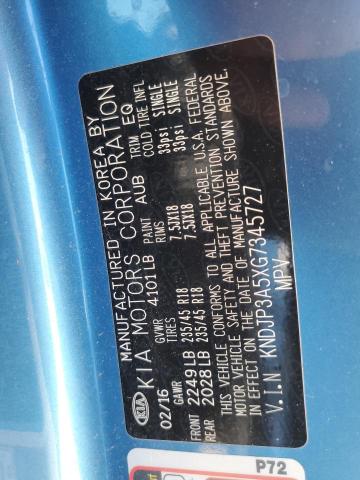 MANUFACTURED IN KOREA BY
KIA KIA MOTORS CORPORATION
02/16 GVWR 4101LB PAINT AUB TRIM EQ
GAWR TIRES RIMS COLD TIRE INFL
FRONT 2249LB 235/45 R18 7.5JX18 33psi SINGLE
REAR 2028LB 235/45 R18 7.5JX18 33psi SINGLE
THIS VEHICLE CONFORMS TO ALL APPLICABLE U.S.A. FEDERAL
MOTOR VEHICLE SAFETY AND THEFT PREVENTION STANDARDS
IN EFFECT ON THE DATE OF MANUFACTURE SHOWN ABOVE.
V.I.N KNDJP3A5XG7345727
MPV
P72